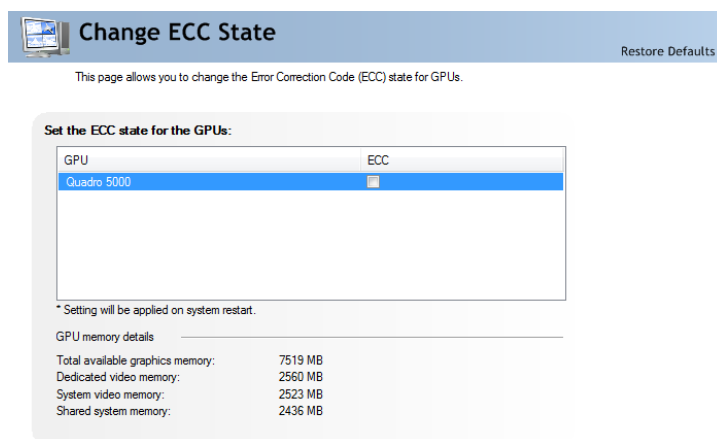 Change ECC State
Restore Defaults
This page allows you to change the Error Correction Code (ECC) state for GPUs.
Set the ECC state for the GPUs:
GPU ECC
Quadro 5000
* Setting will be applied on system restart.
GPU memory details
Total available graphics memory: 7519 MB
Dedicated video memory: 2560 MB
System video memory: 2523 MB
Shared system memory: 2436 MB